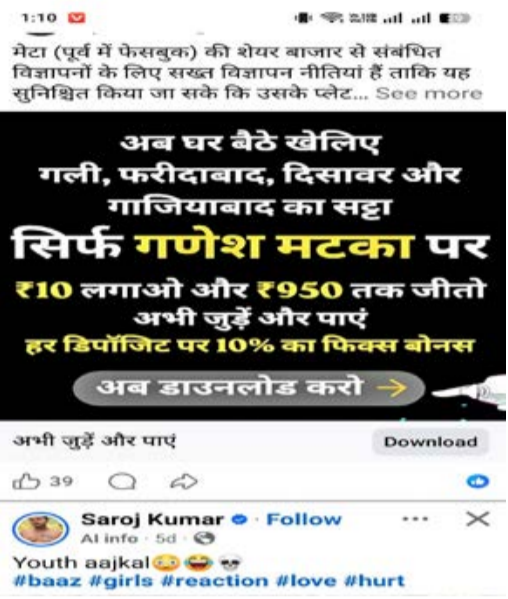 1:10
मेटा (पूर्व में फेसबुक) की शेयर बाजार से संबंधित
विज्ञापनों के लिए सख्त विज्ञापन नीतियां हैं ताकि यह
सुनिश्चित किया जा सके कि उसके प्लेट... See more
अब घर बैठे खेलिए
गली, फरीदाबाद, दिसावर और
गाजियाबाद का सट्टा
सिर्फ गणेश मटका पर
₹10 लगाओ और ₹950 तक जीतो
अभी जुड़ें और पाएं
हर डिपॉजिट पर 10% का फिक्स बोनस
अब डाउनलोड करो →
अभी जुड़ें और पाएं
Download
39
Saroj Kumar · Follow
AI info · 5d ·
Youth aajkal😳😂💀
#baaz #girls #reaction #love #hurt